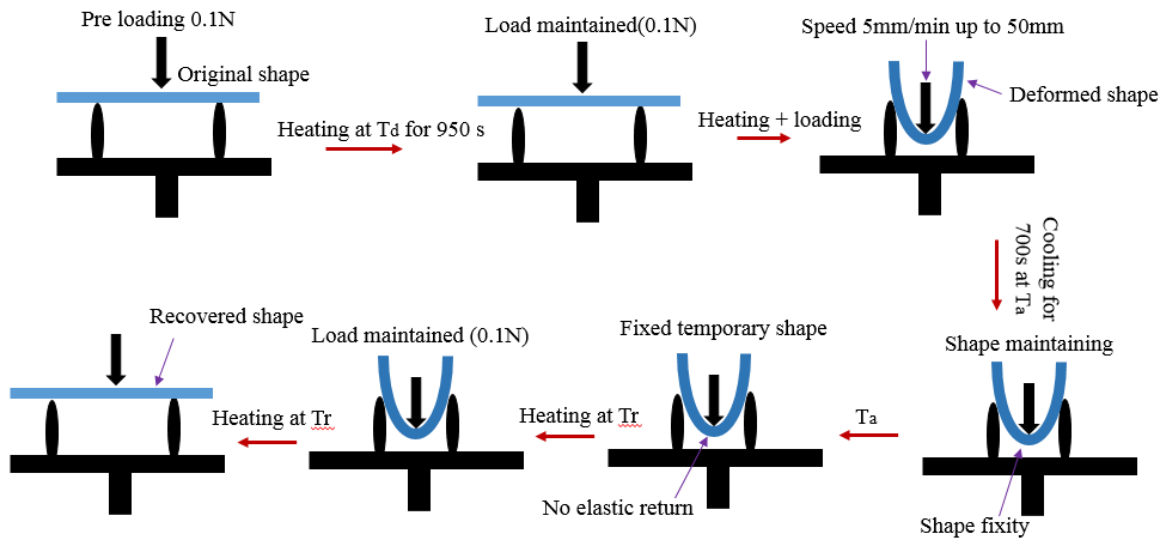 Pre loading 0.1N
Original shape
Heating at Td for 950 s
Load maintained(0.1N)
Heating + loading
Speed 5mm/min up to 50mm
Deformed shape
Cooling for
700s at Ta
Shape maintaining
Shape fixity
Ta
Fixed temporary shape
No elastic return
Heating at Tr
Load maintained (0.1N)
Heating at Tr
Recovered shape